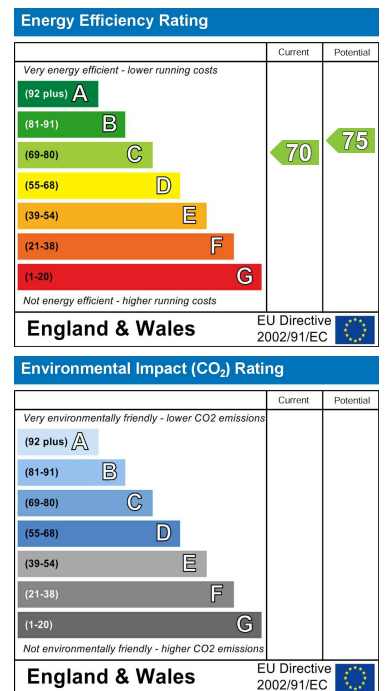 Energy Efficiency Rating
Current Potential
Very energy efficient - lower running costs
(92 plus) A
(81-91) B
(69-80) C
70 75
(55-68) D
(39-54) E
(21-38) F
(1-20) G
Not energy efficient - higher running costs
England & Wales
EU Directive
2002/91/EC
Environmental Impact (CO₂) Rating
Current Potential
Very environmentally friendly - lower CO2 emissions
(92 plus) A
(81-91) B
(69-80) C
(55-68) D
(39-54) E
(21-38) F
(1-20) G
Not environmentally friendly - higher CO2 emissions
England & Wales
EU Directive
2002/91/EC